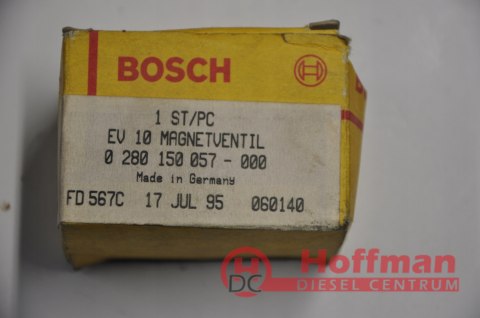 BOSCH
1 ST/PC
EV 10 MAGNETVENTIL
0 280 150 057 - 000
Made in Germany
FD 567C 17 JUL 95 060140
H DC Hoffman
DIESEL CENTRUM